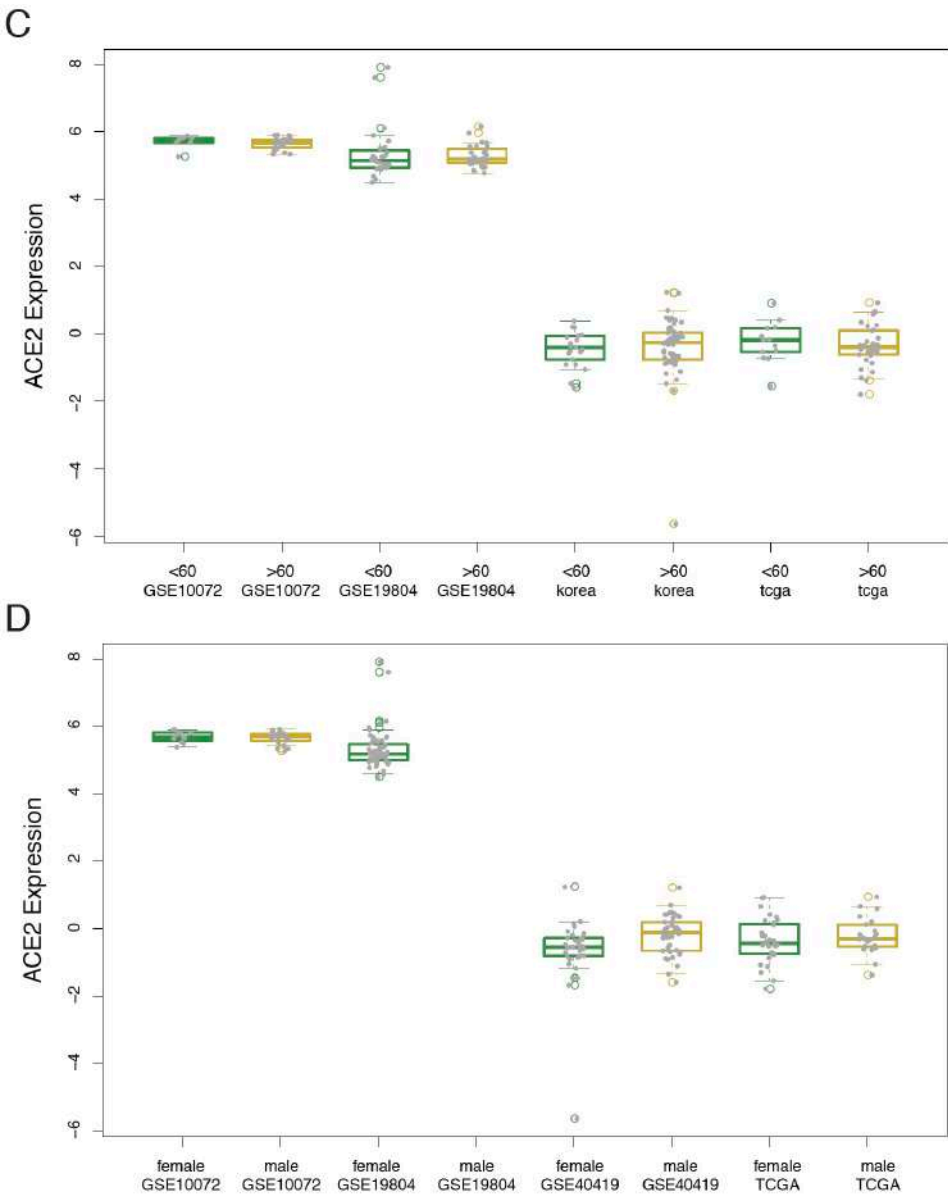 C
ACE2 Expression
8
6
4
2
0
−2
−4
−6
<60 >60 <60 >60 <60 >60 <60 >60
GSE10072 GSE10072 GSE19804 GSE19804 korea korea tcga tcga
D
ACE2 Expression
8
6
4
2
0
−2
−4
−6
female male female male female male female male
GSE10072 GSE10072 GSE19804 GSE19804 GSE40419 GSE40419 TCGA TCGA